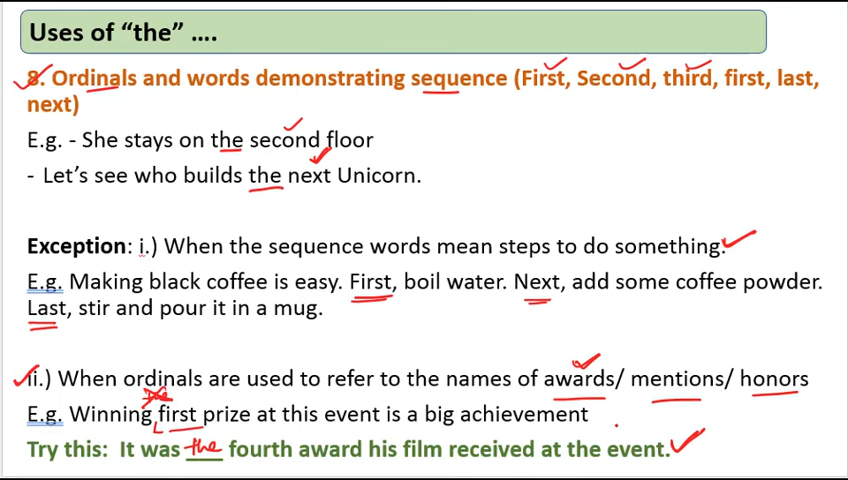 Uses of “the” ....
8. Ordinals and words demonstrating sequence (First, Second, third, first, last,
next)
E.g. - She stays on the second floor
- Let’s see who builds the next Unicorn.
Exception: i.) When the sequence words mean steps to do something.
E.g. Making black coffee is easy. First, boil water. Next, add some coffee powder.
Last, stir and pour it in a mug.
ii.) When ordinals are used to refer to the names of awards/ mentions/ honors
E.g. Winning first prize at this event is a big achievement
Try this: It was the fourth award his film received at the event.